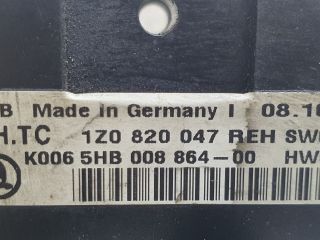 B Made in Germany I 08.10
H.TC 1Z0 820 047 REH SW
K006 5HB 008 864-00 HW